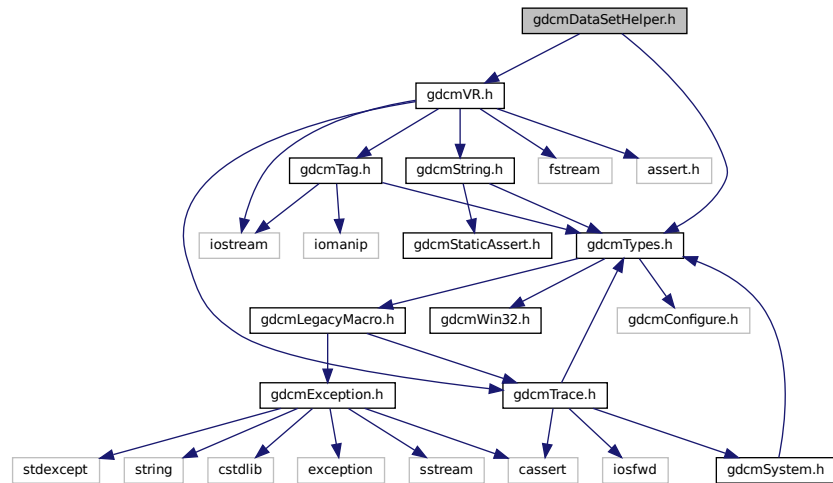 gdcmDataSetHelper.h
gdcmVR.h
gdcmTag.h
gdcmString.h
fstream
assert.h
iostream
iomanip
gdcmStaticAssert.h
gdcmTypes.h
gdcmLegacyMacro.h
gdcmWin32.h
gdcmConfigure.h
gdcmException.h
gdcmTrace.h
stdexcept
string
cstdlib
exception
sstream
cassert
iosfwd
gdcmSystem.h